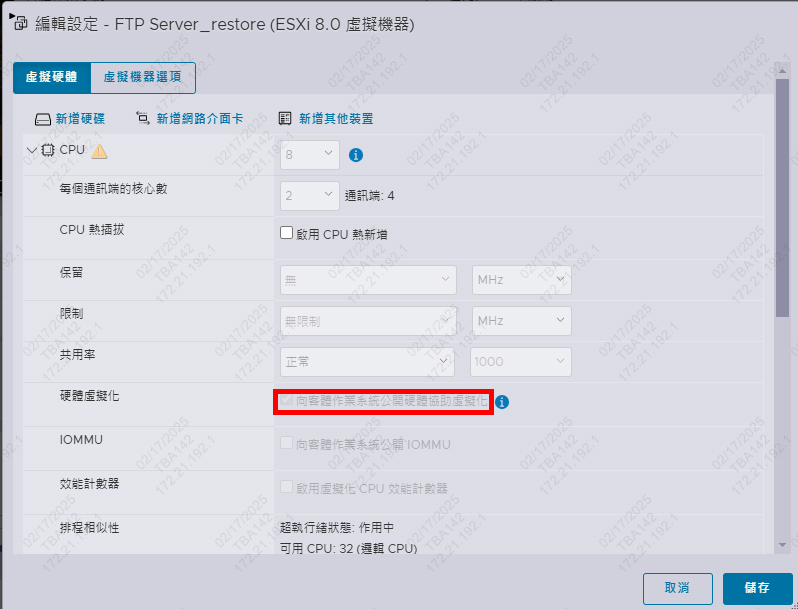 編輯設定 - FTP Server_restore (ESXi 8.0 虛擬機器)
虛擬硬體 虛擬機器選項
新增硬碟 新增網路介面卡 新增其他裝置
CPU 8
每個通訊端的核心數 2 通訊端: 4
CPU 熱插拔 啟用 CPU 熱新增
保留 無 MHz
限制 無限制 MHz
共用率 正常 1000
硬體虛擬化 向客體作業系統公開硬體協助虛擬化
IOMMU 向客體作業系統公開 IOMMU
效能計數器 啟用虛擬化 CPU 效能計數器
排程相似性 超執行緒狀態: 作用中
可用 CPU: 32 (邏輯 CPU)
取消 儲存
02/17/2025
TBA142
172.21.192.1